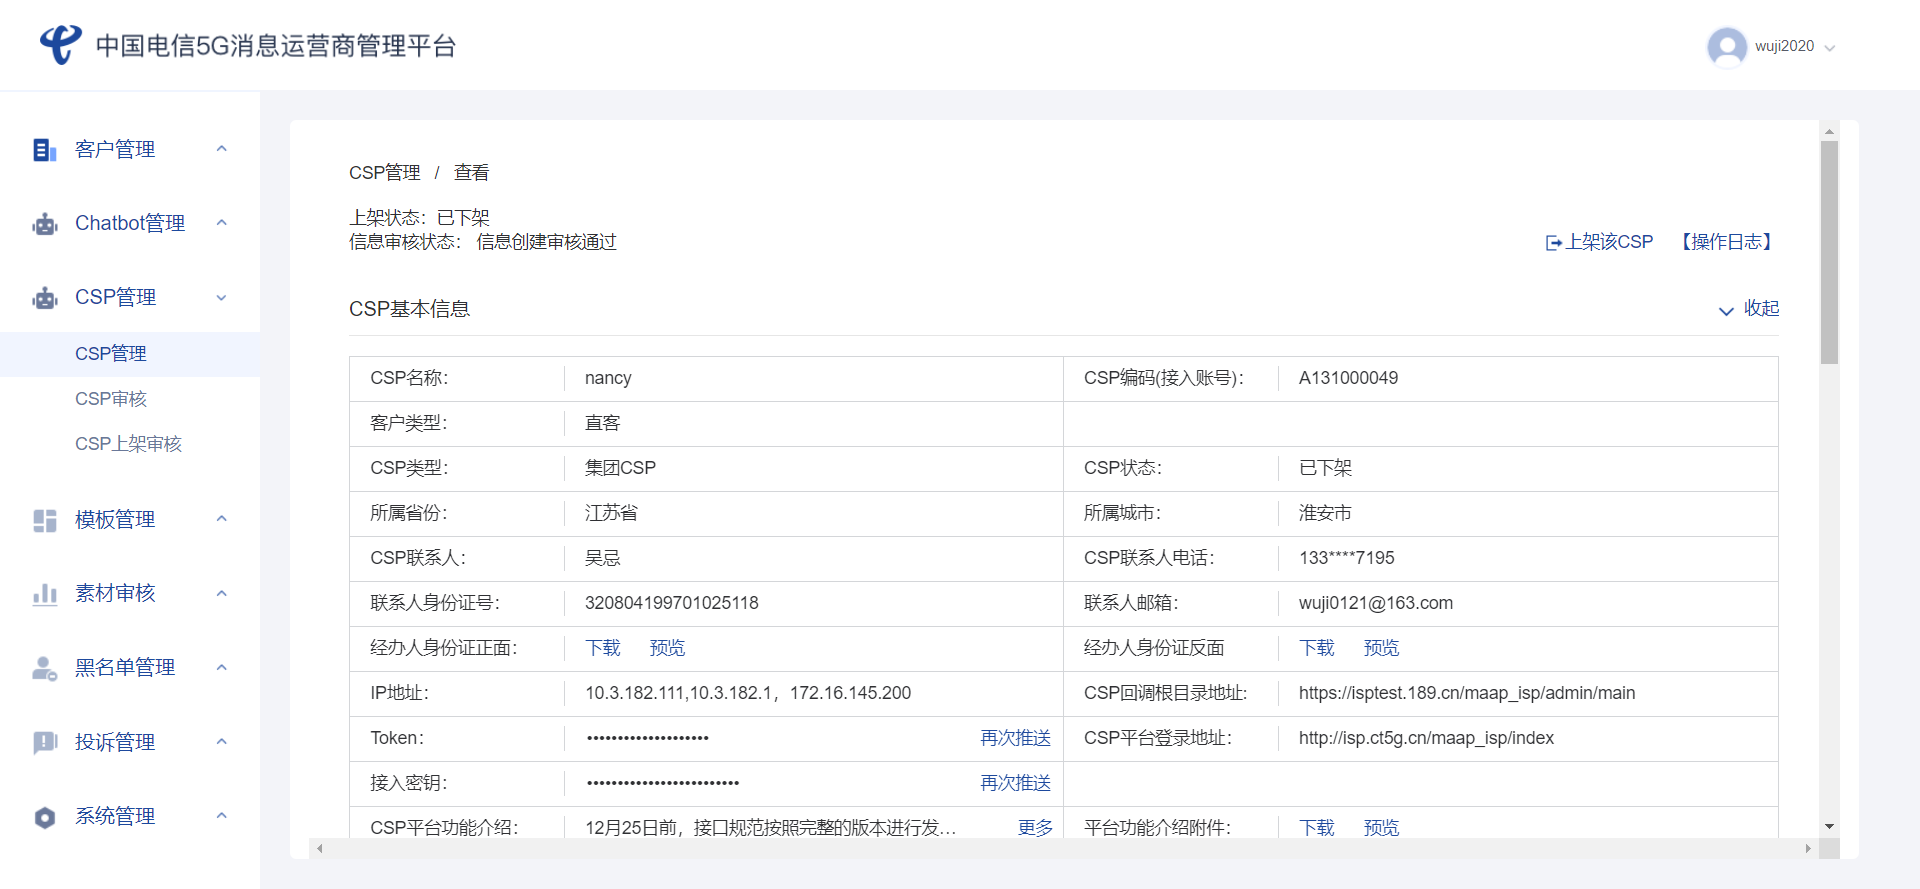 中国电信5G消息运营商管理平台
wuji2020
客户管理
Chatbot管理
CSP管理
CSP管理
CSP审核
CSP上架审核
模板管理
素材审核
黑名单管理
投诉管理
系统管理
CSP管理 / 查看
上架状态：已下架
信息审核状态： 信息创建审核通过
上架该CSP 【操作日志】
CSP基本信息
收起
CSP名称： nancy CSP编码(接入账号)： A131000049
客户类型： 直客
CSP类型： 集团CSP CSP状态： 已下架
所属省份： 江苏省 所属城市： 淮安市
CSP联系人： 吴忌 CSP联系人电话： 133****7195
联系人身份证号： 320804199701025118 联系人邮箱： wuji0121@163.com
经办人身份证正面： 下载 预览 经办人身份证反面 下载 预览
IP地址： 10.3.182.111,10.3.182.1，172.16.145.200 CSP回调根目录地址: https://isptest.189.cn/maap_isp/admin/main
Token： •••••••••••••••••••• 再次推送 CSP平台登录地址： http://isp.ct5g.cn/maap_isp/index
接入密钥： ••••••••••••••••••••••••• 再次推送
CSP平台功能介绍： 12月25日前，接口规范按照完整的版本进行发... 更多 平台功能介绍附件： 下载 预览